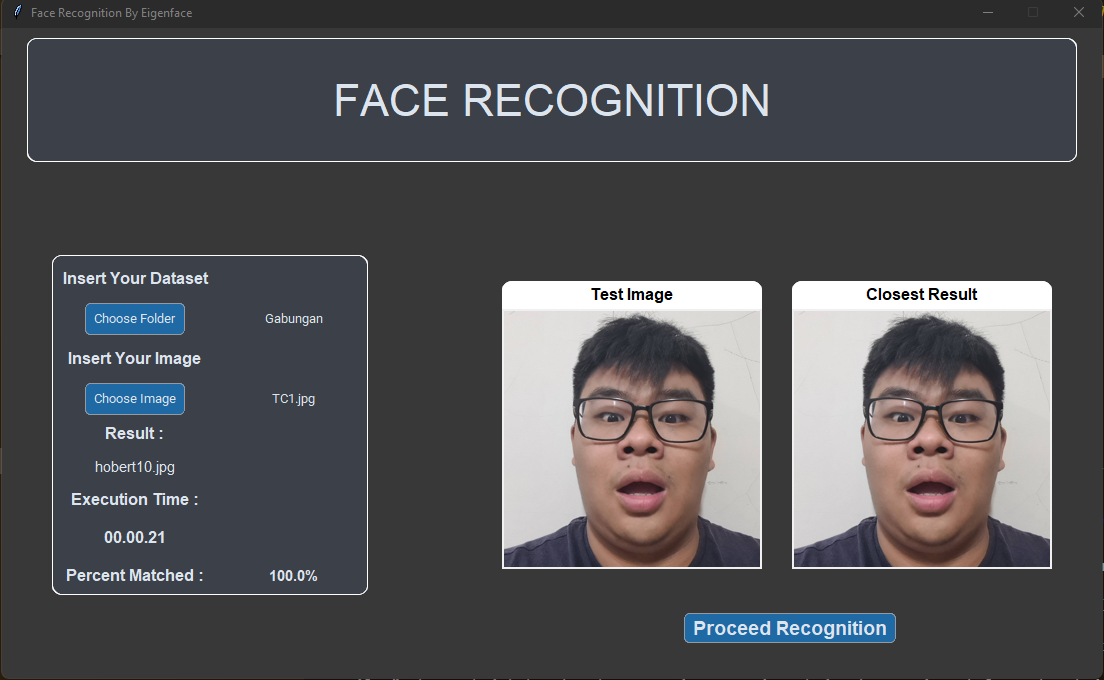 Face Recognition By Eigenface
FACE RECOGNITION
Insert Your Dataset
Choose Folder
Gabungan
Insert Your Image
Choose Image
TC1.jpg
Result :
hobert10.jpg
Execution Time :
00.00.21
Percent Matched :
100.0%
Test Image
Closest Result
Proceed Recognition